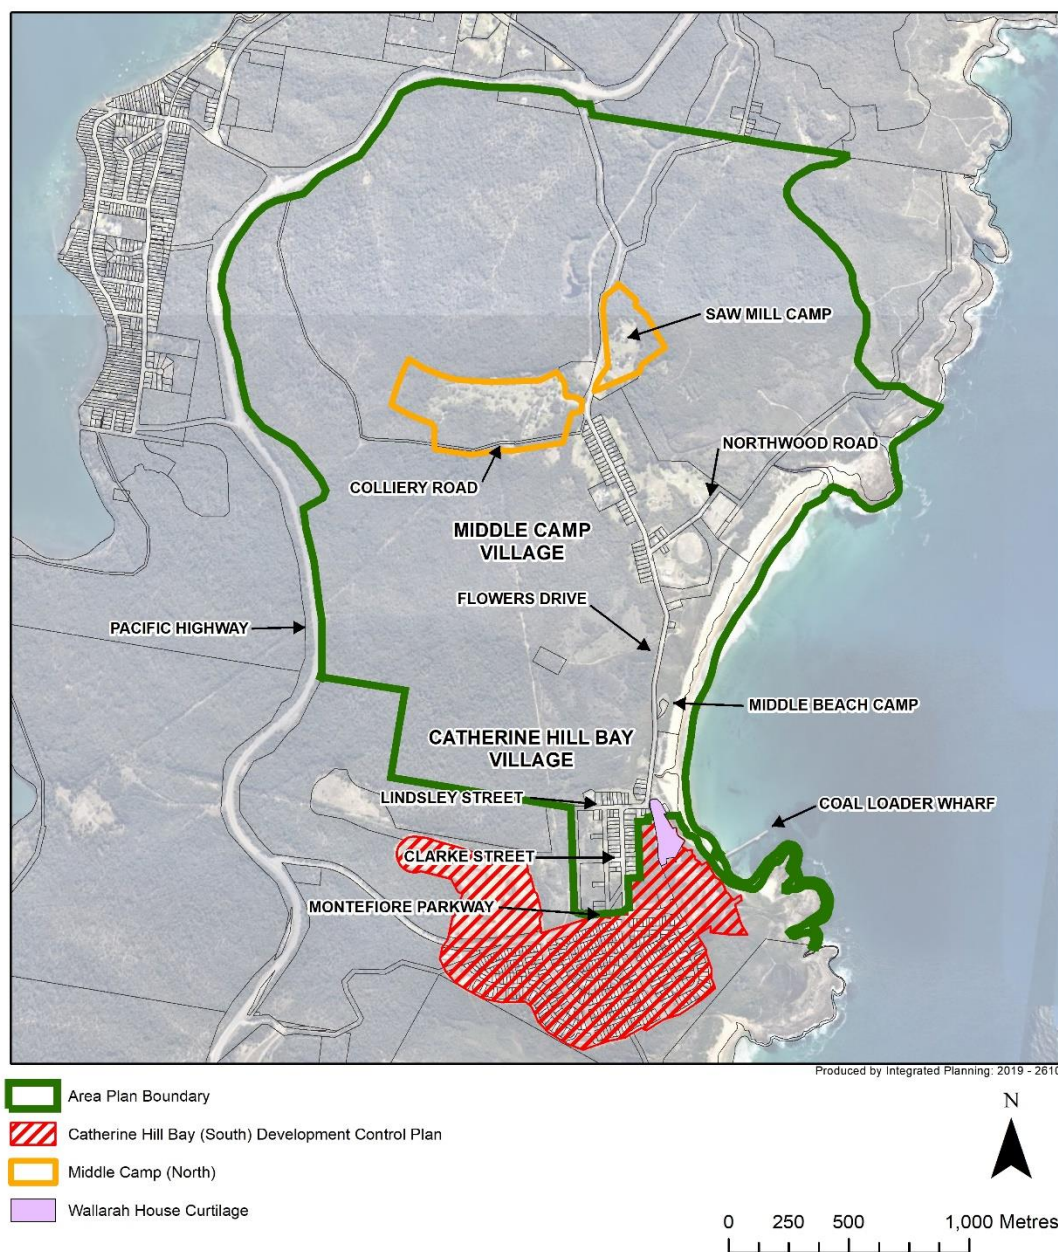 SAW MILL CAMP
NORTHWOOD ROAD
COLLIERY ROAD
MIDDLE CAMP
VILLAGE
FLOWERS DRIVE
PACIFIC HIGHWAY
MIDDLE BEACH CAMP
CATHERINE HILL BAY
VILLAGE
LINDSLEY STREET
COAL LOADER WHARF
CLARKE STREET
MONTEFIORE PARKWAY
Produced by Integrated Planning: 2019 - 2610
Area Plan Boundary
Catherine Hill Bay (South) Development Control Plan
Middle Camp (North)
Wallarah House Curtilage
N
0 250 500 1,000 Metres